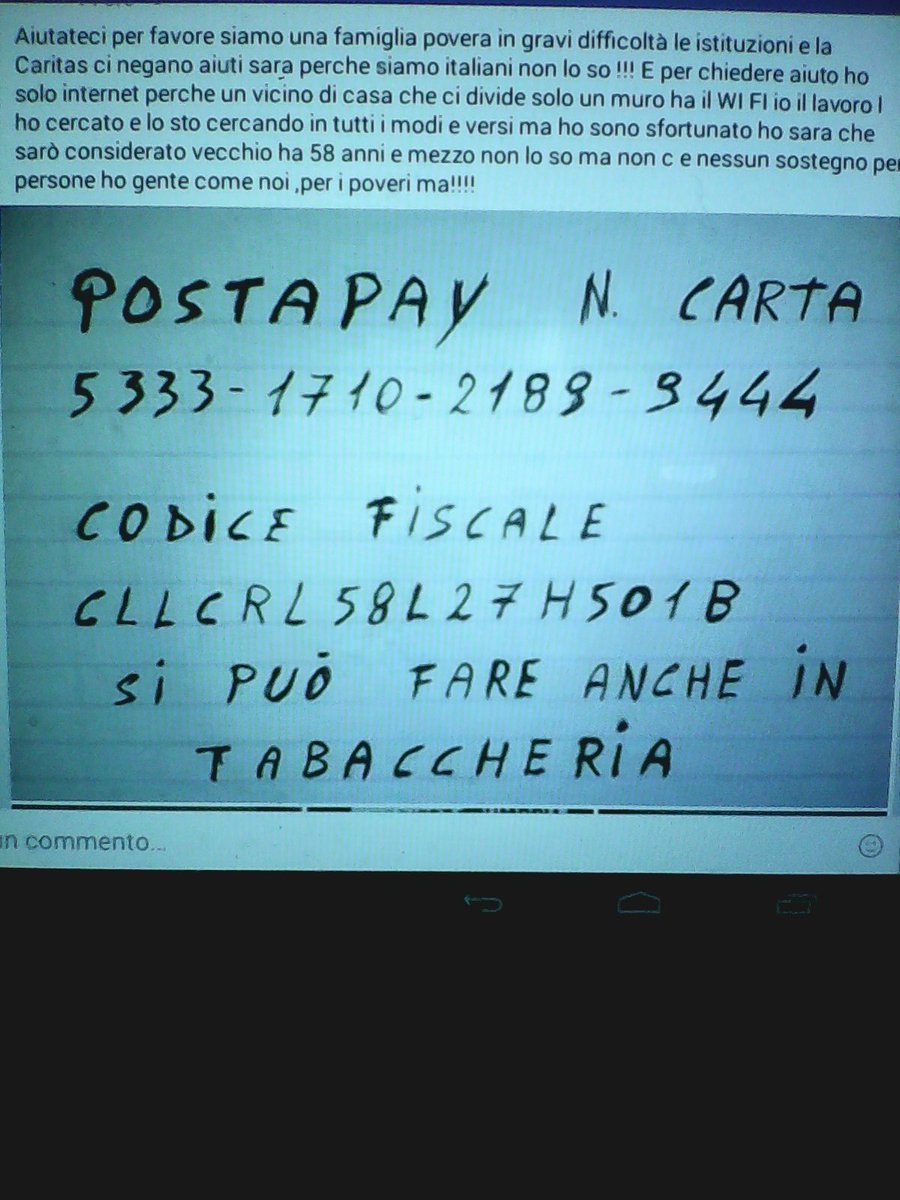 Aiutateci per favore siamo una famiglia povera in gravi difficoltà le istituzioni e la
Caritas ci negano aiuti sara perche siamo italiani non lo so !!! E per chiedere aiuto ho
solo internet perche un vicino di casa che ci divide solo un muro ha il WI FI io il lavoro l
ho cercato e lo sto cercando in tutti i modi e versi ma ho sono sfortunato ho sara che
sarò considerato vecchio ha 58 anni e mezzo non lo so ma non c e nessun sostegno per
persone ho gente come noi ,per i poveri ma!!!!
POSTAPAY N. CARTA
5333-1710-2189-9444
CODiCE FiSCALE
CLLCRL58L27H501B
Si PUÒ FARE ANCHE iN
TABACCHERiA
un commento...